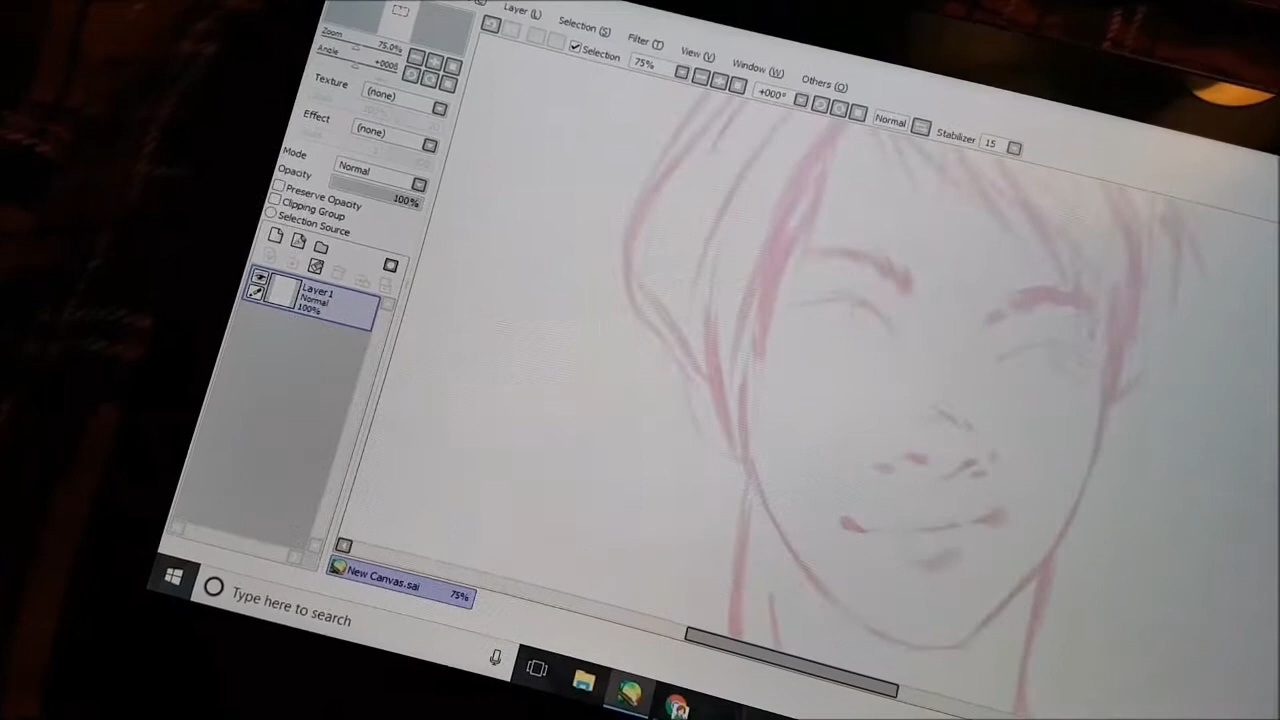 Layer (L) Selection (S) Filter (T) View (V) Window (W) Others (O)
Selection 75% +000° Normal Stabilizer 15
Zoom 75.0%
Angle
Texture (none)
Effect (none)
Mode Normal
Opacity 100%
Preserve Opacity
Clipping Group
Selection Source
Layer1
Normal
100%
New Canvas.sai 75%
Type here to search